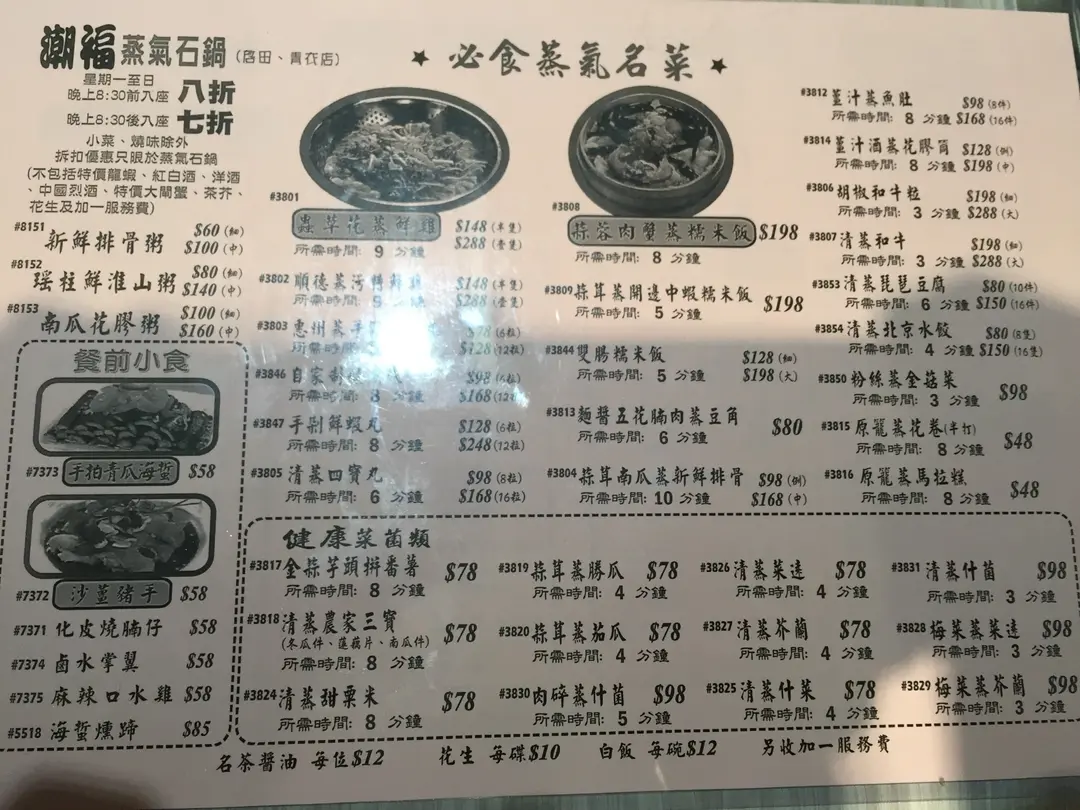 潮福蒸氣石鍋(啓田、青衣店)
星期一至日
晚上8:30前入座 八折
晚上8:30後入座 七折
小菜、燒味除外
拆扣優惠只限於蒸氣石鍋
(不包括特價龍蝦、紅白酒、洋酒
、中國烈酒、特價大閘蟹、茶芥、
花生及加一服務費)
#8151 新鮮排骨粥 $60(細)
$100(中)
#8152 瑶柱鮮淮山粥 $80(細)
$140(中)
#8153 南瓜花膠粥 $100(細)
$160(中)
餐前小食
#7373 手拍青瓜海蜇 $58
#7372 沙薑豬手 $58
#7371 化皮燒腩仔 $58
#7374 鹵水掌翼 $58
#7375 麻辣口水雞 $58
#5518 海蜇燻蹄 $85
★ 必食蒸氣名菜 ★
#3801 蟲草花蒸鮮雞 $148(半隻)
所需時間: 9 分鐘 $288(壹隻)
#3802 順德蒸 鮮雞 $148(半隻)
所需時間: 分鐘 $288(壹隻)
#3803 惠州蒸 $78(6粒)
$128(12粒)
#3846 自家 $98(6粒)
所需時間: 8 分鐘 $168(12粒)
#3847 手剁鮮蝦丸 $128(6粒)
所需時間: 8 分鐘 $248(12粒)
#3805 清蒸四寶丸 $98(8粒)
所需時間: 6 分鐘 $168(16粒)
#3808 蒜蓉肉蟹蒸糯米飯 $198
所需時間: 8 分鐘
#3809 蒜茸蒸開邊中蝦糯米飯 $198
所需時間: 5 分鐘
#3844 雙腸糯米飯 $128(細)
所需時間: 5 分鐘 $198(大)
#3813 麵醬五花腩肉蒸豆角 $80
所需時間: 6 分鐘
#3804 蒜茸南瓜蒸新鮮排骨 $98(例)
所需時間: 10 分鐘 $168(中)
#3812 薑汁蒸魚肚 $98(8件)
所需時間: 8 分鐘 $168(16件)
#3814 薑汁酒蒸花膠筒 $128(例)
所需時間: 8 分鐘 $198(中)
#3806 胡椒和牛粒 $198(細)
所需時間: 3 分鐘 $288(大)
#3807 清蒸和牛 $198(細)
所需時間: 3 分鐘 $288(大)
#3853 清蒸琵琶豆腐 $80(10件)
所需時間: 6 分鐘 $150(16件)
#3854 清蒸北京水餃 $80(8隻)
所需時間: 4 分鐘 $150(16隻)
#3850 粉絲蒸金菇菜 $98
所需時間: 3 分鐘
#3815 原籠蒸花卷(半打) $48
所需時間: 8 分鐘
#3816 原籠蒸馬拉糕 $48
所需時間: 8 分鐘
健康菜菌類
#3817 金蒜芋頭拼番薯 $78
所需時間: 8 分鐘
#3818 清蒸農家三寶 $78
(冬瓜件、蓮藕片、南瓜件)
所需時間: 8 分鐘
#3824 清蒸甜粟米 $78
所需時間: 8 分鐘
#3819 蒜茸蒸勝瓜 $78
所需時間: 4 分鐘
#3820 蒜茸蒸茄瓜 $78
所需時間: 4 分鐘
#3830 肉碎蒸什菌 $98
所需時間: 5 分鐘
#3826 清蒸菜遠 $78
所需時間: 4 分鐘
#3827 清蒸芥蘭 $78
所需時間: 4 分鐘
#3825 清蒸什菜 $78
所需時間: 4 分鐘
#3831 清蒸什菌 $98
所需時間: 3 分鐘
#3828 梅菜蒸菜遠 $98
所需時間: 3 分鐘
#3829 梅菜蒸芥蘭 $98
所需時間: 3 分鐘
名茶醬油 每位$12 花生 每碟$10 白飯 每碗$12 另收加一服務費